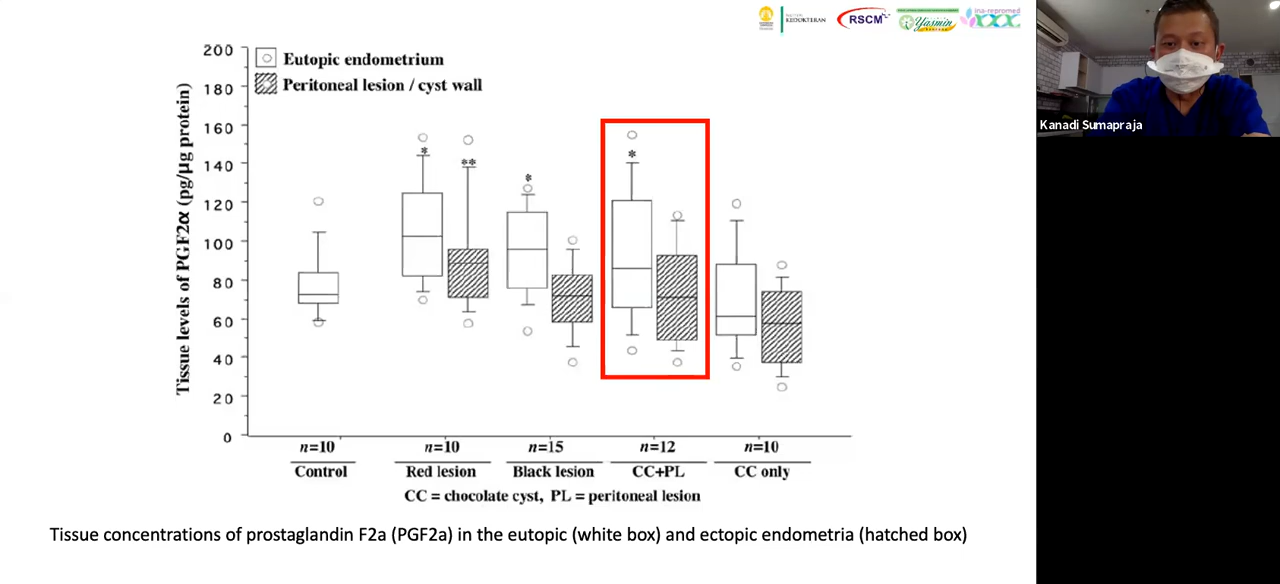 KEDOKTERAN
RSCM
Yasmin
ina-repromed
Kanadi Sumapraja
Eutopic endometrium
Peritoneal lesion / cyst wall
Tissue levels of PGF2α (pg/μg protein)
200
180
160
140
120
100
80
60
40
20
0
*
**
*
*
n=10
n=10
n=15
n=12
n=10
Control
Red lesion
Black lesion
CC+PL
CC only
CC = chocolate cyst, PL = peritoneal lesion
Tissue concentrations of prostaglandin F2a (PGF2a) in the eutopic (white box) and ectopic endometria (hatched box)